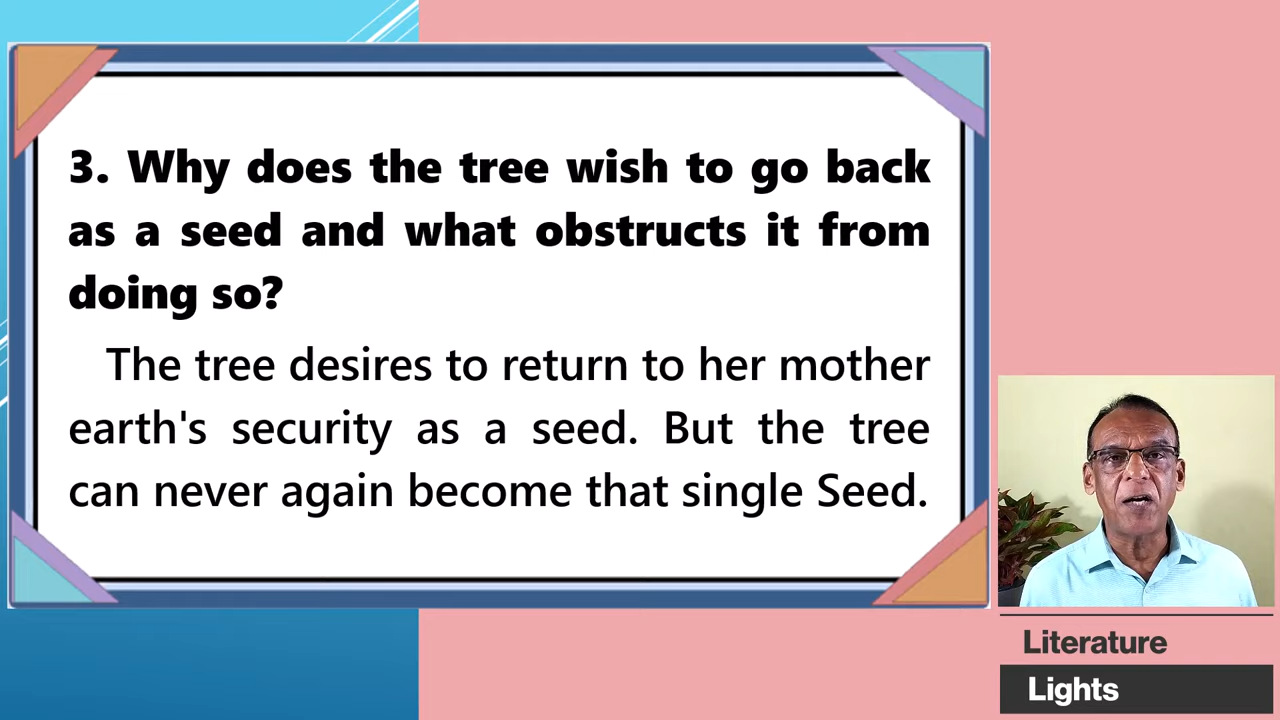 3. Why does the tree wish to go back
as a seed and what obstructs it from
doing so?
The tree desires to return to her mother
earth's security as a seed. But the tree
can never again become that single Seed.
Literature
Lights